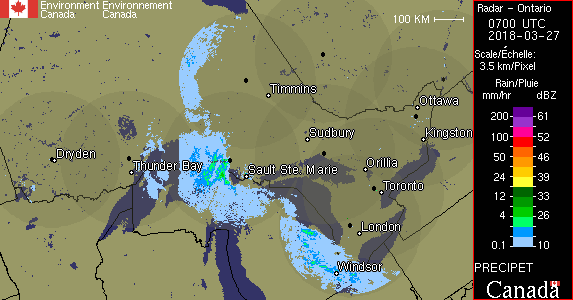 Environment Environnement
Canada Canada
100 KM
Timmins
Ottawa
Sudbury
Kingston
Dryden
Thunder Bay
Sault Ste. Marie
Orillia
Toronto
London
Windsor
Radar - Ontario
0700 UTC
2018-03-27
Scale/Échelle:
3.5 km/Pixel
Rain/Pluie
mm/hr dBZ
200 61
100 52
50 46
24 39
12 33
4 26
0.1 10
PRECIPET
Canada